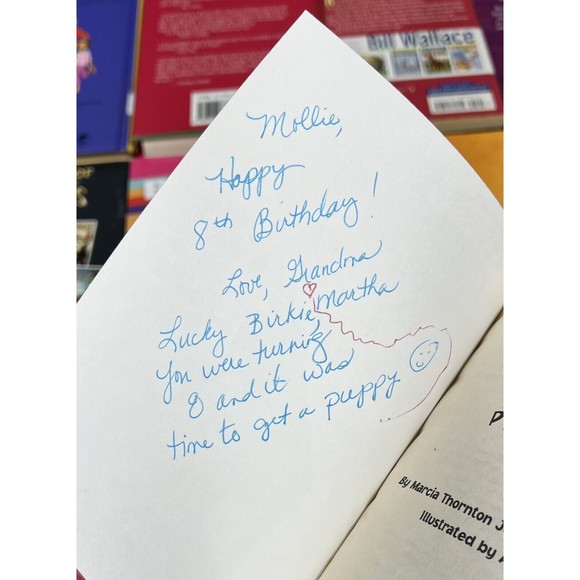 Bill Wallace
Mollie,
Happy
8th Birthday!
Love, Grandma
Martha
Lucky Birkie,
You were turning
8 and it was
time to get a puppy
By Marcia Thornton J
Illustrated by A